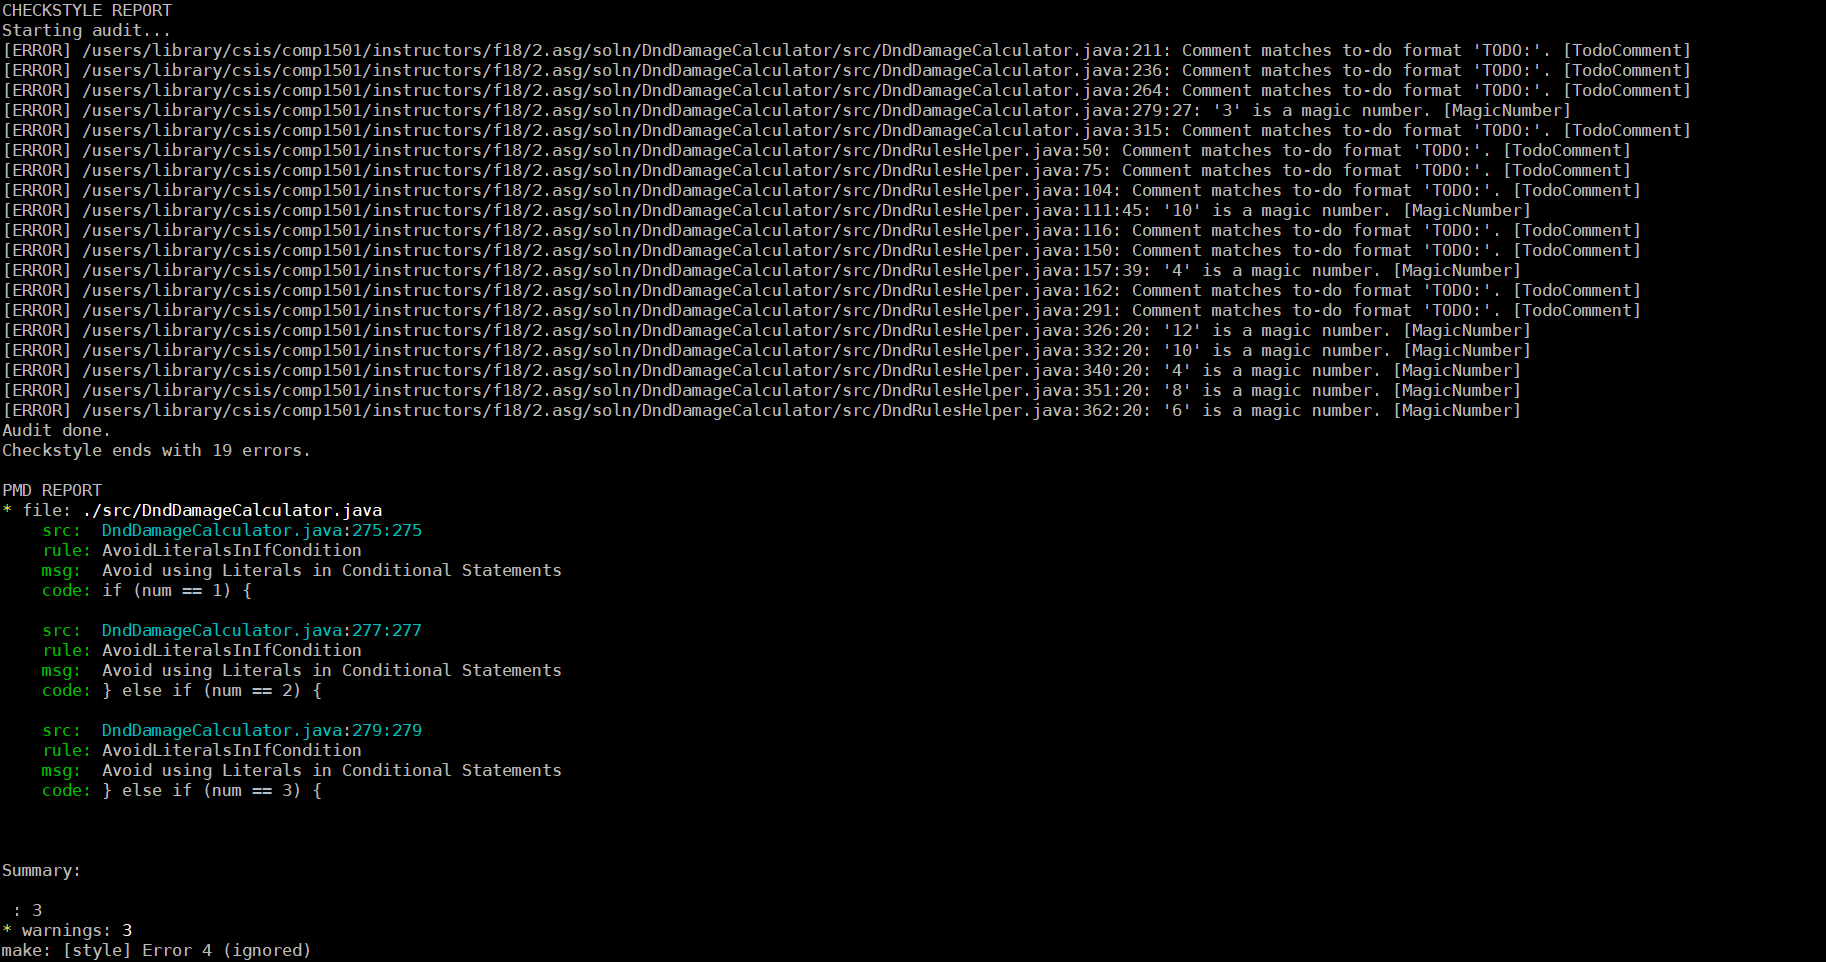 CHECKSTYLE REPORT
Starting audit...
[ERROR] /users/library/csis/comp1501/instructors/f18/2.asg/soln/DndDamageCalculator/src/DndDamageCalculator.java:211: Comment matches to-do format 'TODO:'. [TodoComment]
[ERROR] /users/library/csis/comp1501/instructors/f18/2.asg/soln/DndDamageCalculator/src/DndDamageCalculator.java:236: Comment matches to-do format 'TODO:'. [TodoComment]
[ERROR] /users/library/csis/comp1501/instructors/f18/2.asg/soln/DndDamageCalculator/src/DndDamageCalculator.java:264: Comment matches to-do format 'TODO:'. [TodoComment]
[ERROR] /users/library/csis/comp1501/instructors/f18/2.asg/soln/DndDamageCalculator/src/DndDamageCalculator.java:279:27: '3' is a magic number. [MagicNumber]
[ERROR] /users/library/csis/comp1501/instructors/f18/2.asg/soln/DndDamageCalculator/src/DndDamageCalculator.java:315: Comment matches to-do format 'TODO:'. [TodoComment]
[ERROR] /users/library/csis/comp1501/instructors/f18/2.asg/soln/DndDamageCalculator/src/DndRulesHelper.java:50: Comment matches to-do format 'TODO:'. [TodoComment]
[ERROR] /users/library/csis/comp1501/instructors/f18/2.asg/soln/DndDamageCalculator/src/DndRulesHelper.java:75: Comment matches to-do format 'TODO:'. [TodoComment]
[ERROR] /users/library/csis/comp1501/instructors/f18/2.asg/soln/DndDamageCalculator/src/DndRulesHelper.java:104: Comment matches to-do format 'TODO:'. [TodoComment]
[ERROR] /users/library/csis/comp1501/instructors/f18/2.asg/soln/DndDamageCalculator/src/DndRulesHelper.java:111:45: '10' is a magic number. [MagicNumber]
[ERROR] /users/library/csis/comp1501/instructors/f18/2.asg/soln/DndDamageCalculator/src/DndRulesHelper.java:116: Comment matches to-do format 'TODO:'. [TodoComment]
[ERROR] /users/library/csis/comp1501/instructors/f18/2.asg/soln/DndDamageCalculator/src/DndRulesHelper.java:150: Comment matches to-do format 'TODO:'. [TodoComment]
[ERROR] /users/library/csis/comp1501/instructors/f18/2.asg/soln/DndDamageCalculator/src/DndRulesHelper.java:157:39: '4' is a magic number. [MagicNumber]
[ERROR] /users/library/csis/comp1501/instructors/f18/2.asg/soln/DndDamageCalculator/src/DndRulesHelper.java:162: Comment matches to-do format 'TODO:'. [TodoComment]
[ERROR] /users/library/csis/comp1501/instructors/f18/2.asg/soln/DndDamageCalculator/src/DndRulesHelper.java:291: Comment matches to-do format 'TODO:'. [TodoComment]
[ERROR] /users/library/csis/comp1501/instructors/f18/2.asg/soln/DndDamageCalculator/src/DndRulesHelper.java:326:20: '12' is a magic number. [MagicNumber]
[ERROR] /users/library/csis/comp1501/instructors/f18/2.asg/soln/DndDamageCalculator/src/DndRulesHelper.java:332:20: '10' is a magic number. [MagicNumber]
[ERROR] /users/library/csis/comp1501/instructors/f18/2.asg/soln/DndDamageCalculator/src/DndRulesHelper.java:340:20: '4' is a magic number. [MagicNumber]
[ERROR] /users/library/csis/comp1501/instructors/f18/2.asg/soln/DndDamageCalculator/src/DndRulesHelper.java:351:20: '8' is a magic number. [MagicNumber]
[ERROR] /users/library/csis/comp1501/instructors/f18/2.asg/soln/DndDamageCalculator/src/DndRulesHelper.java:362:20: '6' is a magic number. [MagicNumber]
Audit done.
Checkstyle ends with 19 errors.
PMD REPORT
* file: ./src/DndDamageCalculator.java
src: DndDamageCalculator.java:275:275
rule: AvoidLiteralsInIfCondition
msg: Avoid using Literals in Conditional Statements
code: if (num == 1) {
src: DndDamageCalculator.java:277:277
rule: AvoidLiteralsInIfCondition
msg: Avoid using Literals in Conditional Statements
code: } else if (num == 2) {
src: DndDamageCalculator.java:279:279
rule: AvoidLiteralsInIfCondition
msg: Avoid using Literals in Conditional Statements
code: } else if (num == 3) {
Summary:
: 3
* warnings: 3
make: [style] Error 4 (ignored)